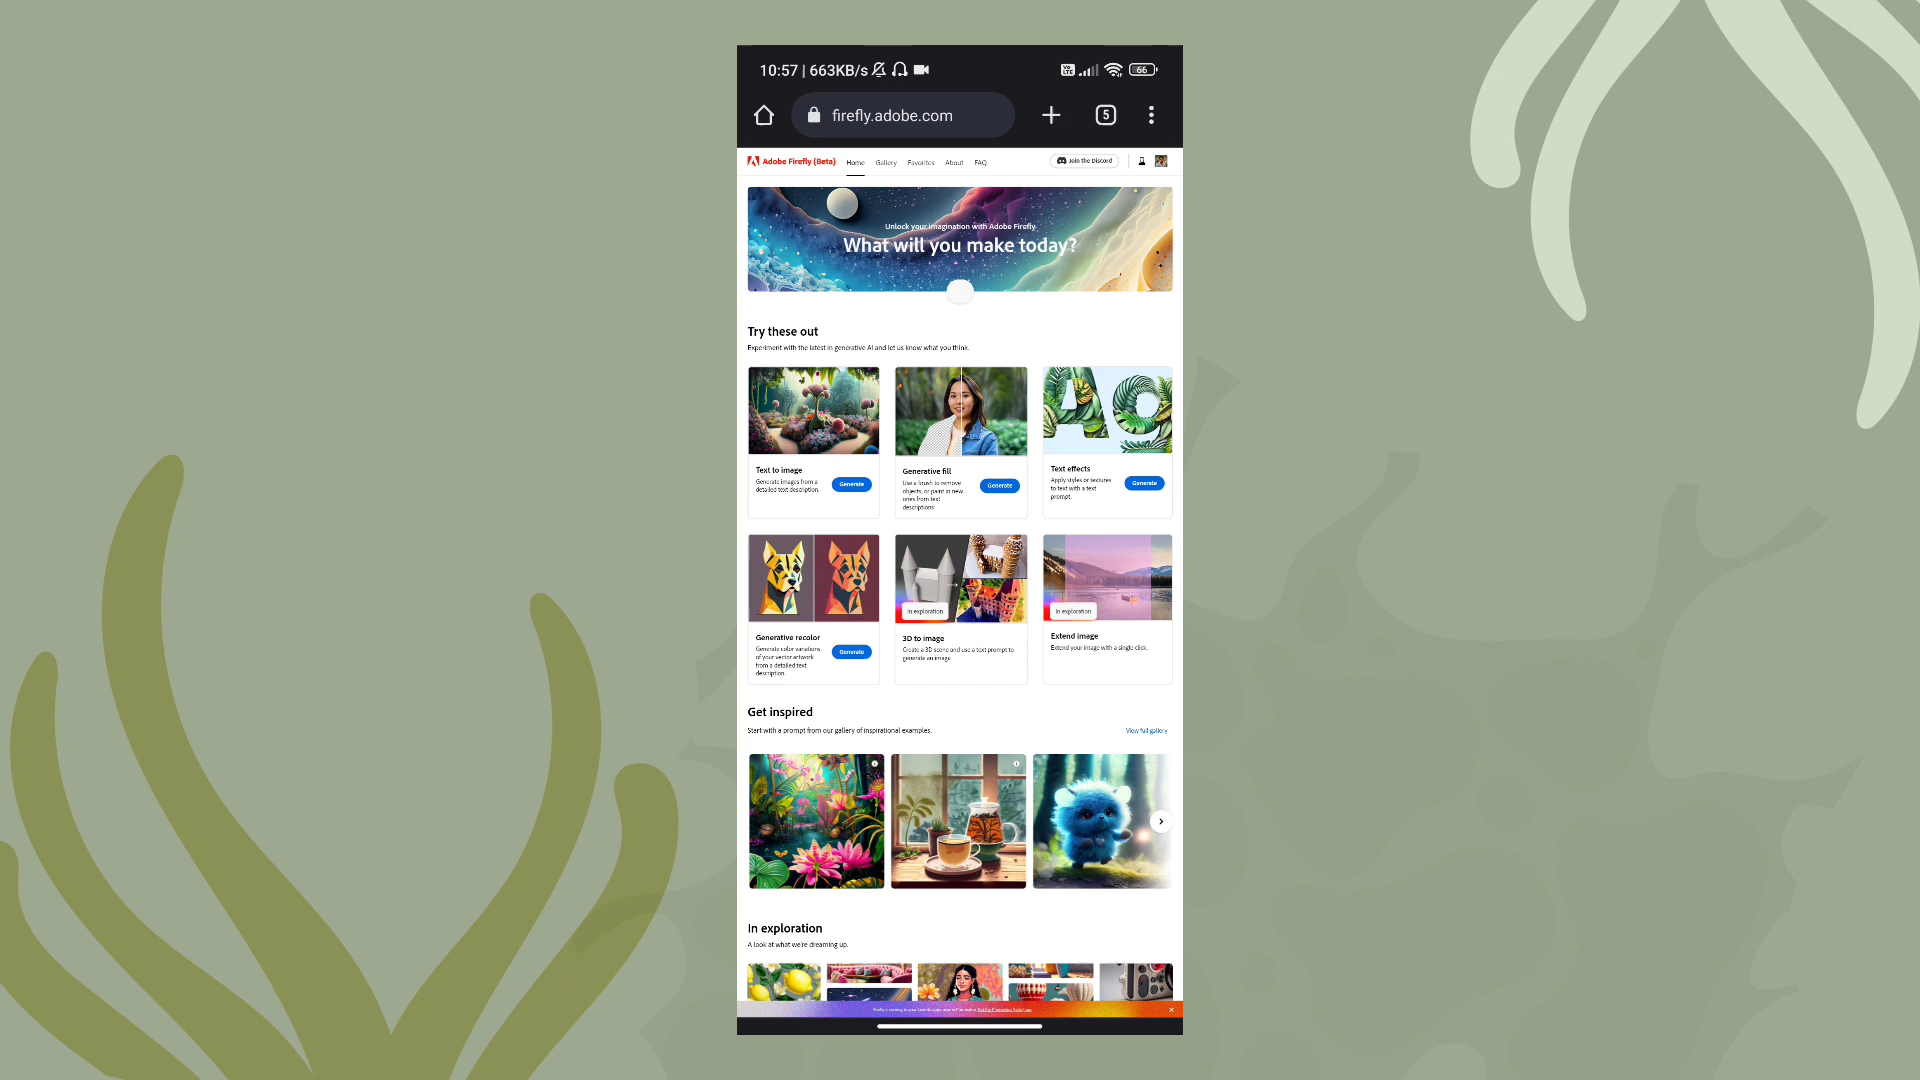 10:57 | 663KB/s
Vo LTE
66
firefly.adobe.com
5
Adobe Firefly (Beta)
Home
Gallery
Favorites
About
FAQ
Join the Discord
Unlock your imagination with Adobe Firefly
What will you make today?
Try these out
Experiment with the latest in generative AI and let us know what you think.
Text to image
Generate images from a
detailed text description.
Generate
Generative fill
Use a brush to remove
objects, or paint in new
ones from text
descriptions
Generate
Ag
Text effects
Apply styles or textures
to text with a text
prompt.
Generate
Generative recolor
Generate color variations
of your vector artwork
from a detailed text
description.
Generate
In exploration
3D to image
Create a 3D scene and use a text prompt to
generate an image.
In exploration
Extend image
Extend your image with a single click.
Get inspired
Start with a prompt from our gallery of inspirational examples.
View full gallery
In exploration
A look at what we're dreaming up.